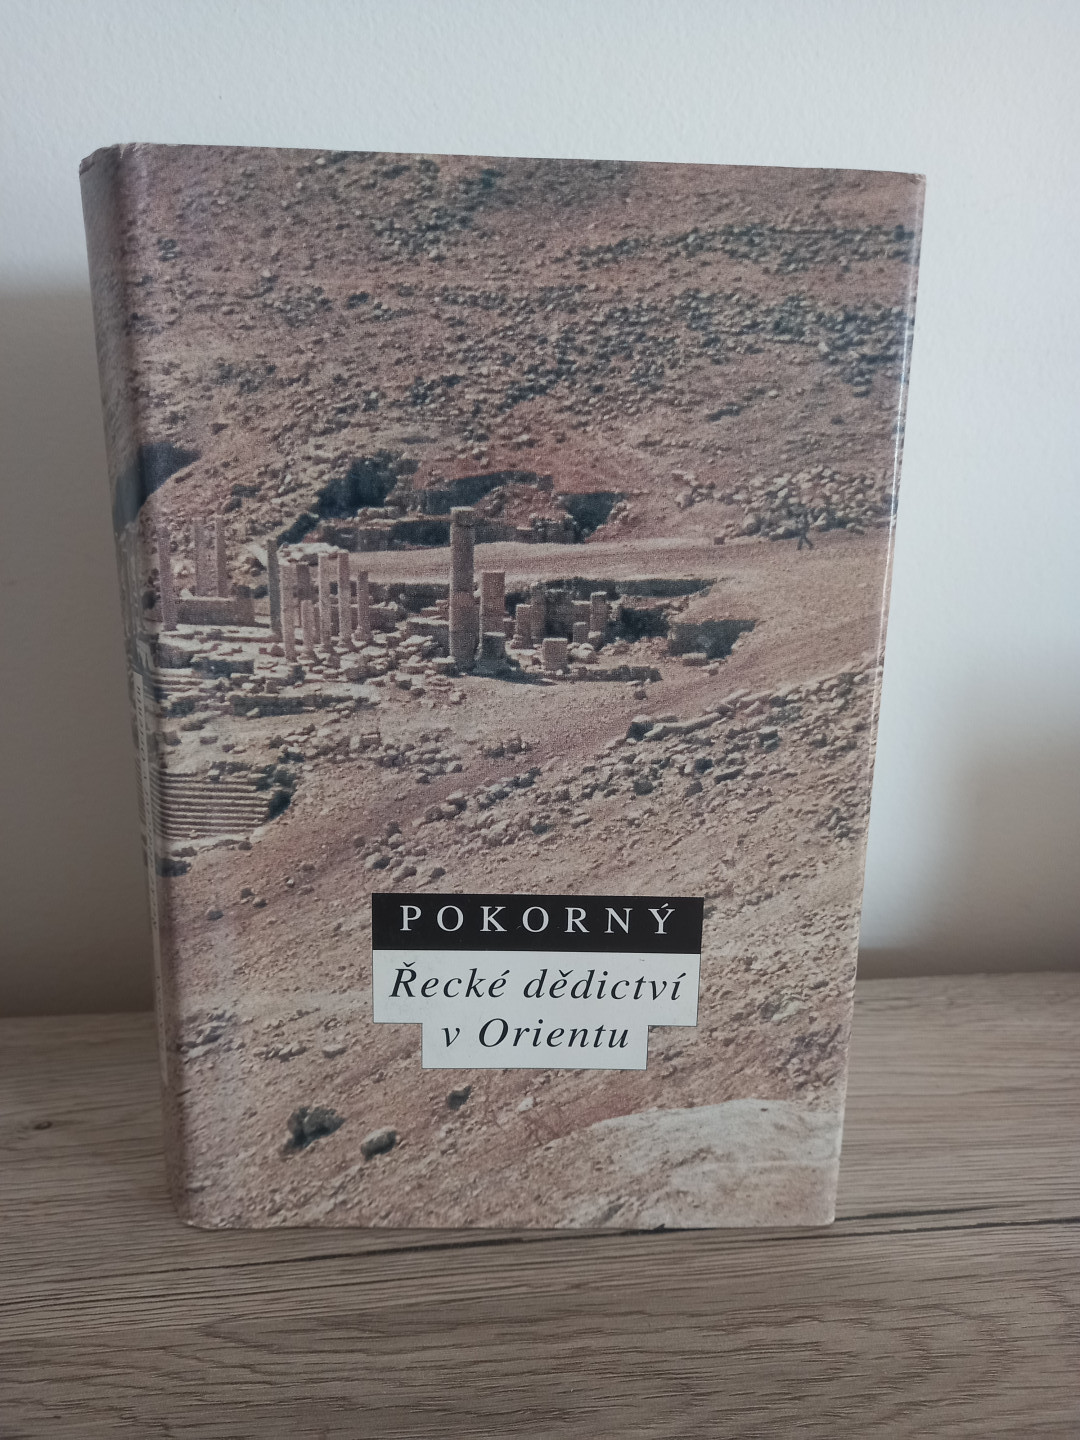 POKORNÝ
Řecké dědictví
v Orientu